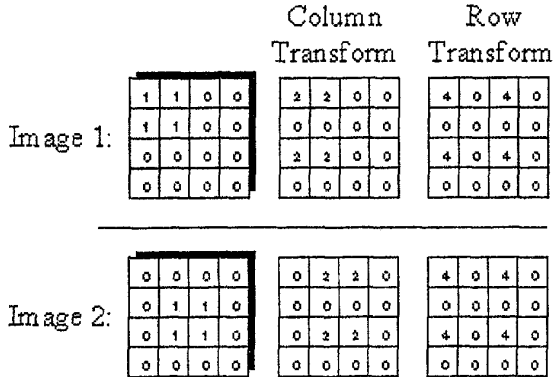 Column Row
Transform Transform
Image 1:
1 1 0 0 2 2 0 0 4 0 4 0
1 1 0 0 0 0 0 0 0 0 0 0
0 0 0 0 2 2 0 0 4 0 4 0
0 0 0 0 0 0 0 0 0 0 0 0
Image 2:
0 0 0 0 0 2 2 0 4 0 4 0
0 1 1 0 0 0 0 0 0 0 0 0
0 1 1 0 0 2 2 0 4 0 4 0
0 0 0 0 0 0 0 0 0 0 0 0